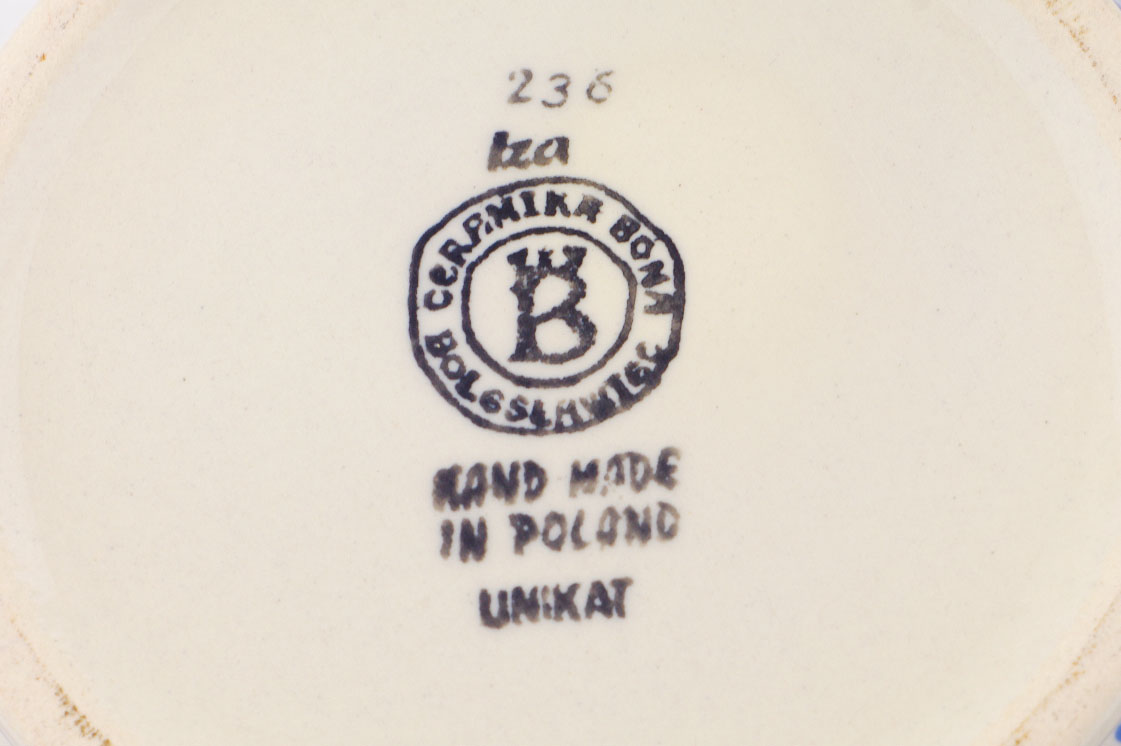 236
Iza
CERAMIKA BONA
B
BOLESŁAWIEC
HAND MADE
IN POLAND
UNIKAT